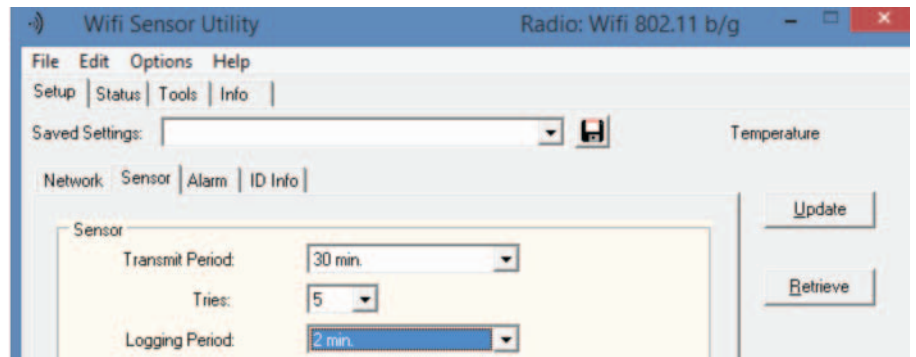 Wifi Sensor Utility Radio: Wifi 802.11 b/g
File Edit Options Help
Setup Status Tools Info
Saved Settings: Temperature
Network Sensor Alarm ID Info
Update
Sensor
Transmit Period: 30 min.
Retrieve
Tries: 5
Logging Period: 2 min.